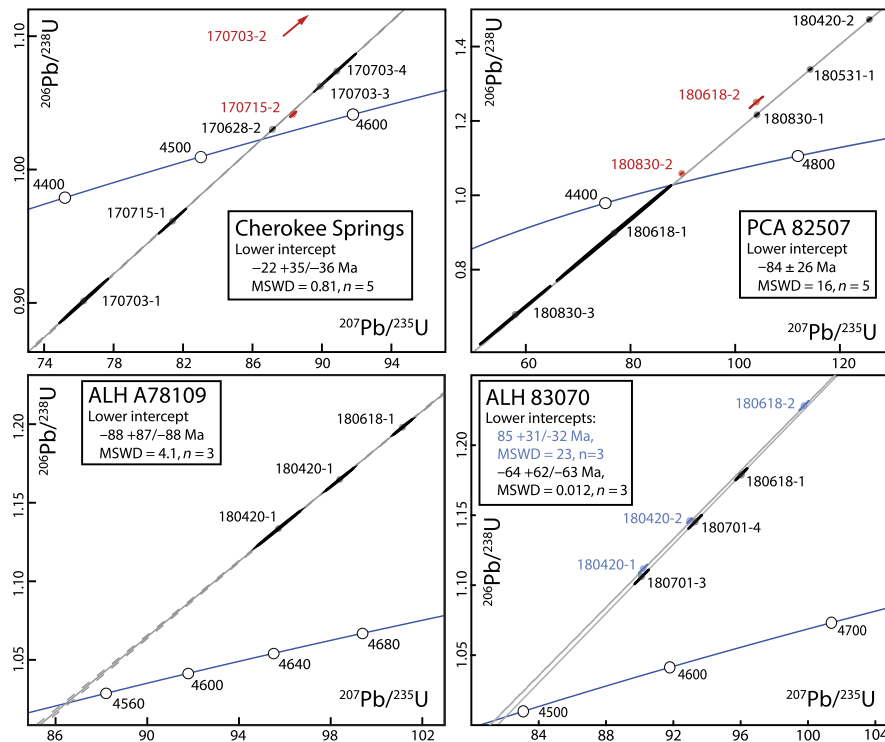 206Pb/238U
1.10
1.00
0.90
170703-2
170703-4
170703-3
170715-2
170628-2
4600
4500
4400
170715-1
170703-1
Cherokee Springs
Lower intercept
−22 +35/−36 Ma
MSWD = 0.81, n = 5
207Pb/235U
74
78
82
86
90
94
206Pb/238U
1.4
1.2
1.0
0.8
180420-2
180531-1
180618-2
180830-1
180830-2
4800
4400
180618-1
180830-3
PCA 82507
Lower intercept
−84 ± 26 Ma
MSWD = 16, n = 5
207Pb/235U
60
80
100
120
ALH A78109
Lower intercept
−88 +87/−88 Ma
MSWD = 4.1, n = 3
206Pb/238U
1.20
1.15
1.10
1.05
180618-1
180420-1
180420-1
4680
4640
4600
4560
207Pb/235U
86
90
94
98
102
ALH 83070
Lower intercepts:
85 +31/-32 Ma,
MSWD = 23, n=3
−64 +62/−63 Ma,
MSWD = 0.012, n = 3
206Pb/238U
1.20
1.15
1.10
1.05
180618-2
180618-1
180420-2
180701-4
180420-1
180701-3
4700
4600
4500
207Pb/235U
84
88
92
96
100
104